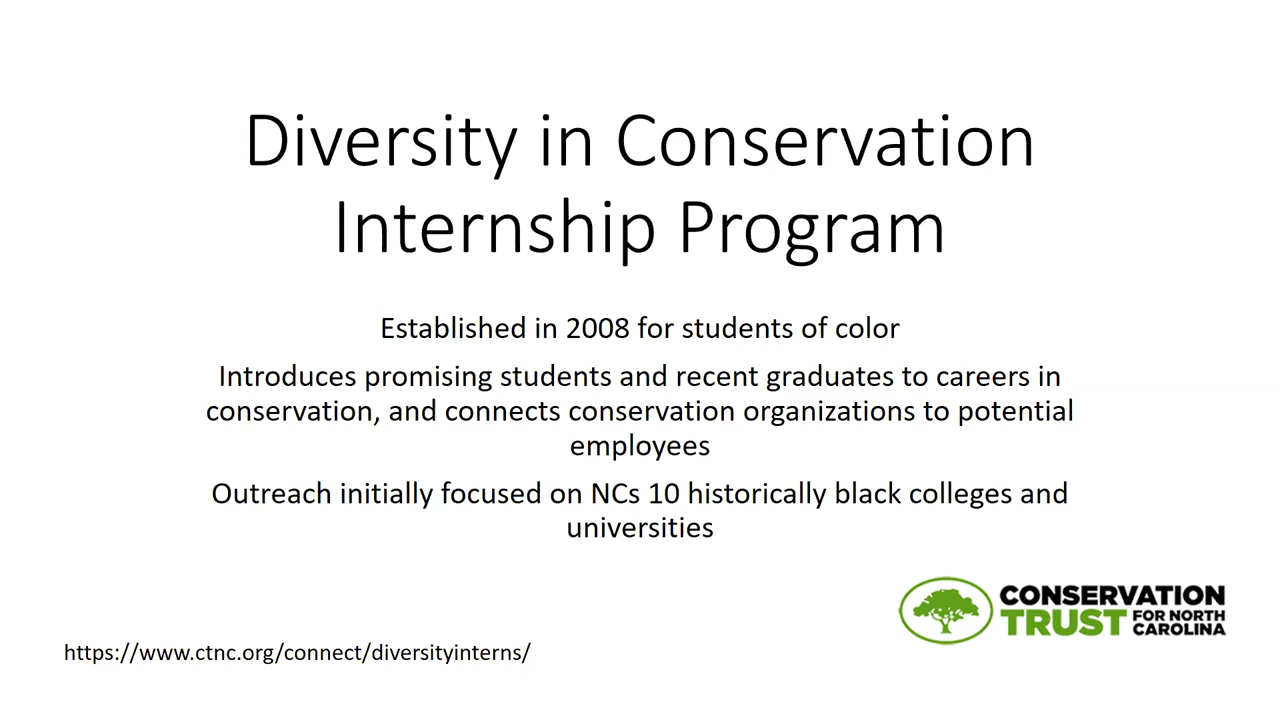 Diversity in Conservation
Internship Program
Established in 2008 for students of color
Introduces promising students and recent graduates to careers in
conservation, and connects conservation organizations to potential
employees
Outreach initially focused on NCs 10 historically black colleges and
universities
CONSERVATION
TRUST FOR NORTH
CAROLINA
https://www.ctnc.org/connect/diversityinterns/